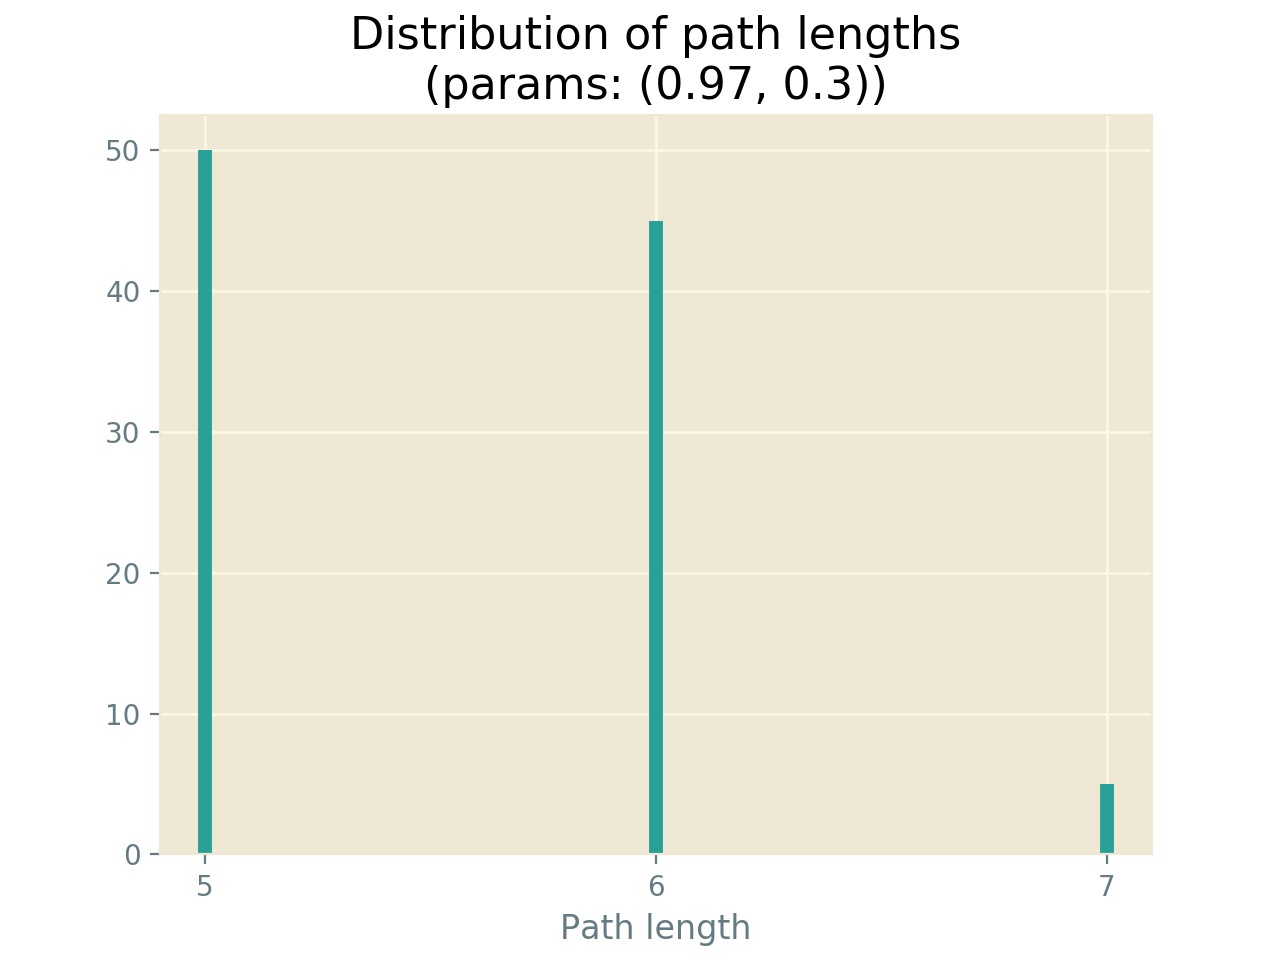 Distribution of path lengths
(params: (0.97, 0.3))
50
40
30
20
10
0
5 6 7
Path length